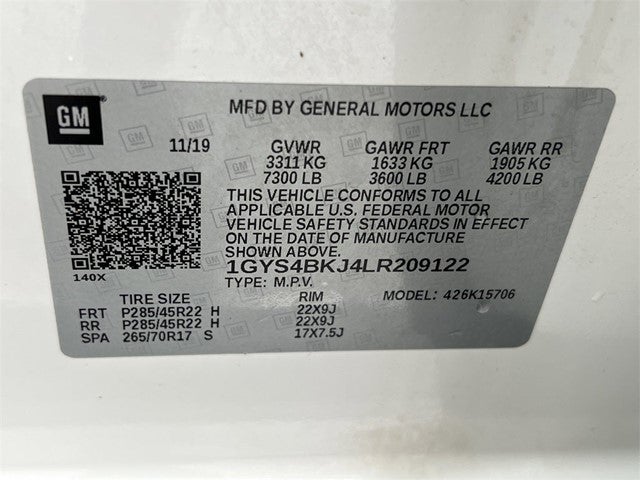 GM
MFD BY GENERAL MOTORS LLC
11/19 GVWR GAWR FRT GAWR RR
3311 KG 1633 KG 1905 KG
7300 LB 3600 LB 4200 LB
THIS VEHICLE CONFORMS TO ALL
APPLICABLE U.S. FEDERAL MOTOR
VEHICLE SAFETY STANDARDS IN EFFECT
ON THE DATE OF MANUFACTURE SHOWN ABOVE.
1GYS4BKJ4LR209122
140X
TYPE: M.P.V. MODEL: 426K15706
TIRE SIZE RIM
FRT P285/45R22 H 22X9J
RR P285/45R22 H 22X9J
SPA 265/70R17 S 17X7.5J